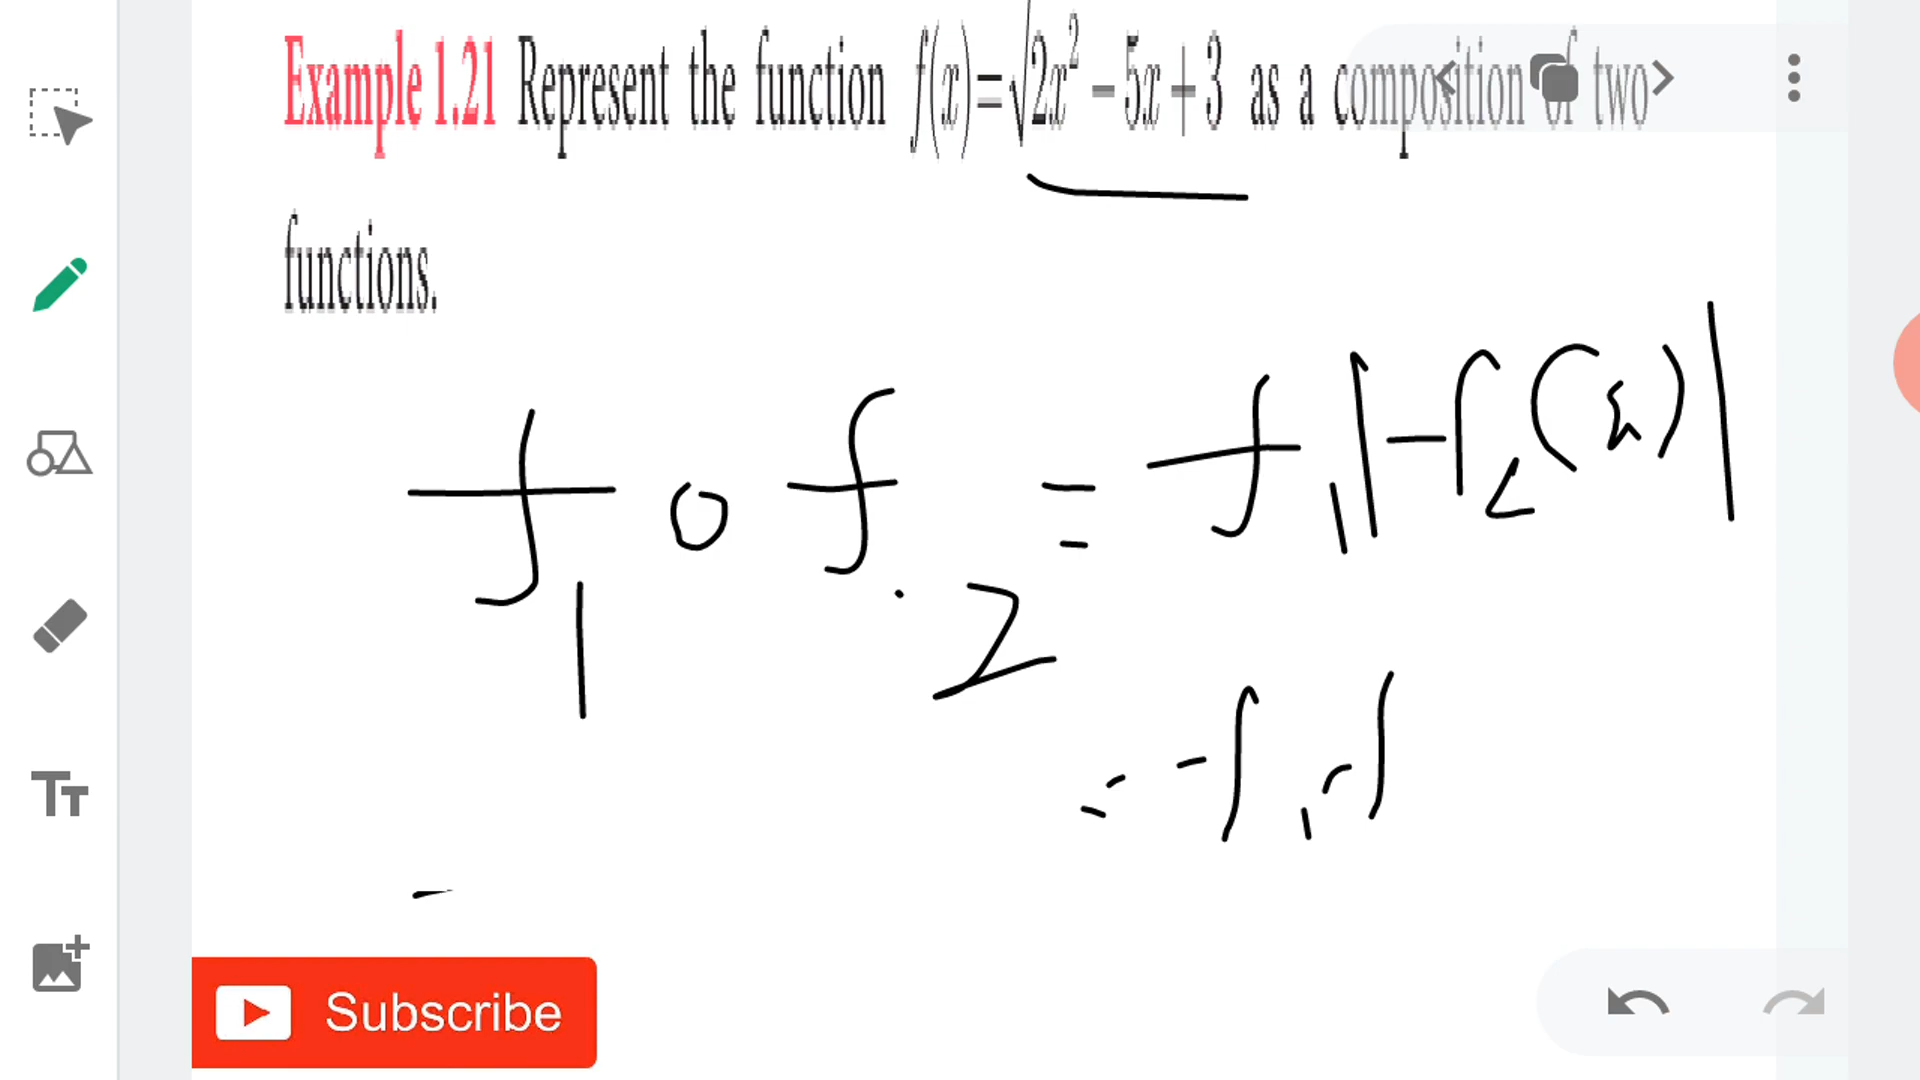 Example 1.21 Represent the function f(x)=√2x² – 5x + 3 as a composition of two
functions.
f₁ o f₂ = f₁[f₂(x)]
= f₁
Subscribe